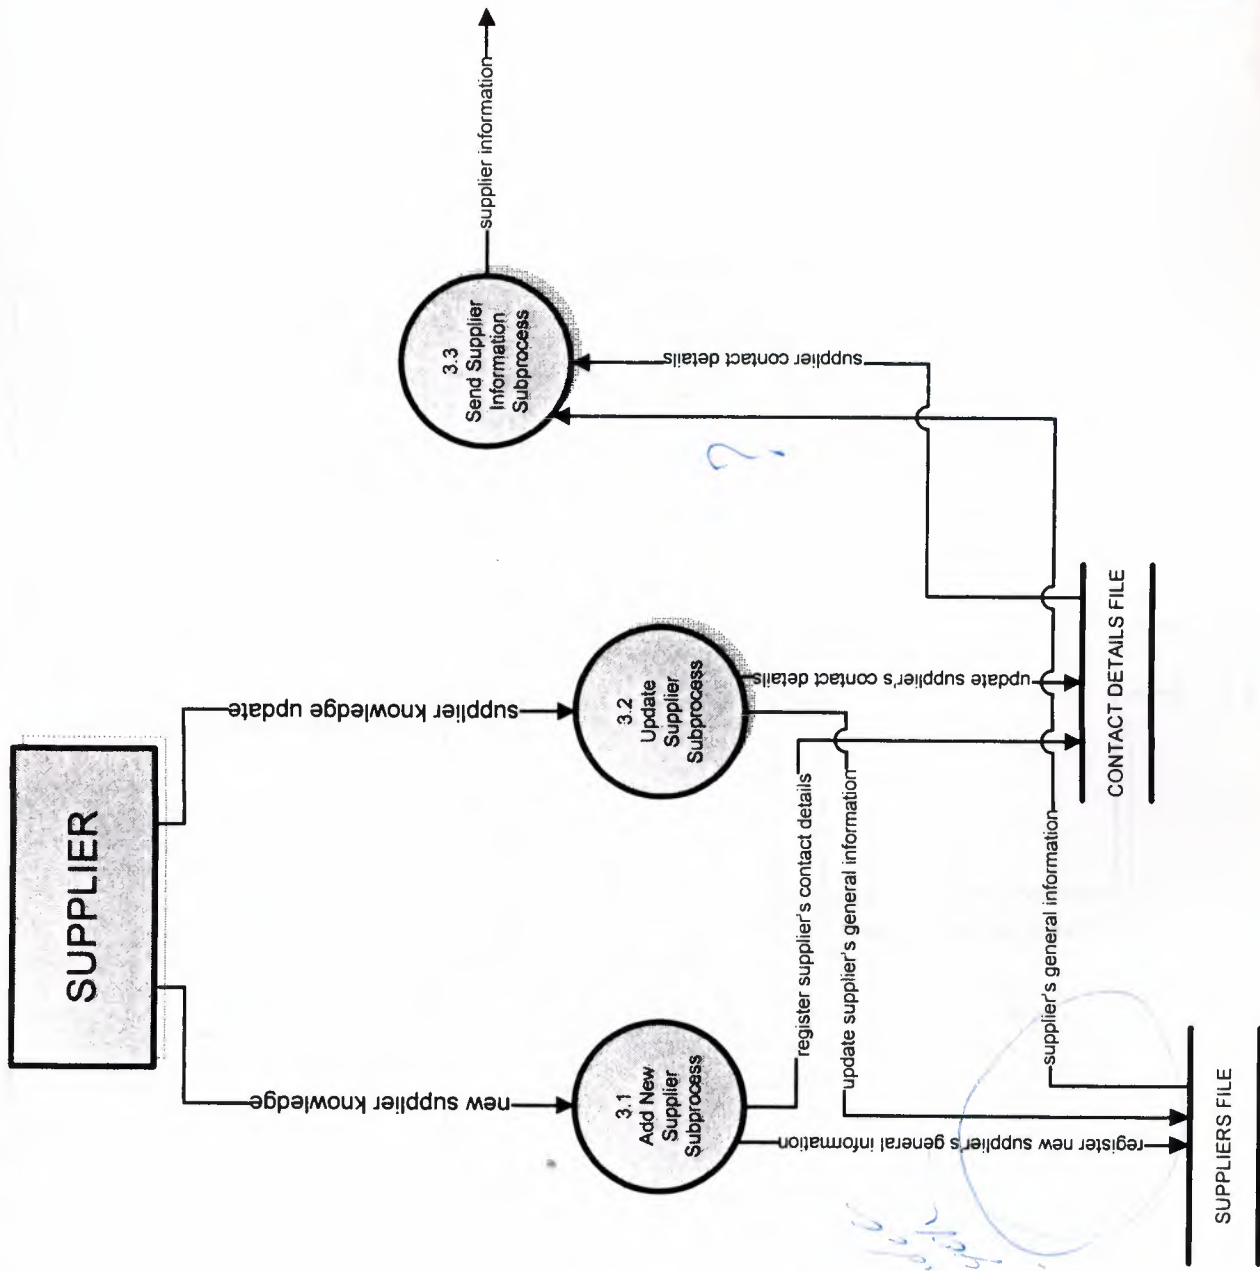 SUPPLIER
new supplier knowledge
supplier knowledge update
3.1
Add New
Supplier
Subprocess
3.2
Update
Supplier
Subprocess
3.3
Send Supplier
Information
Subprocess
supplier information
register new supplier's general information
register supplier's contact details
update supplier's general information
update supplier's contact details
supplier's general information
supplier contact details
SUPPLIERS FILE
CONTACT DETAILS FILE